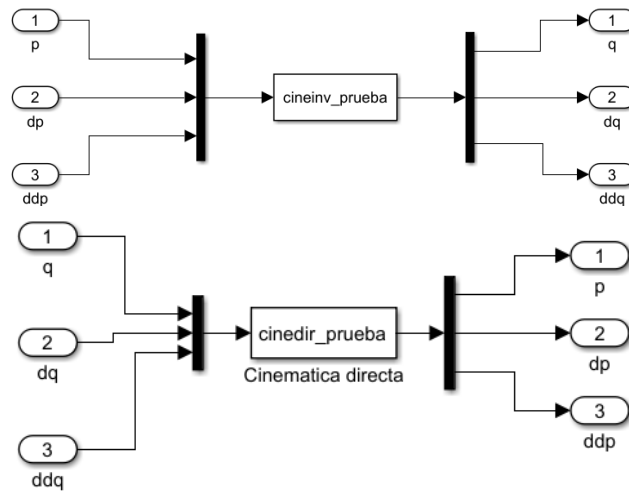 1
p
2
dp
3
ddp
cineinv_prueba
1
q
2
dq
3
ddq
1
q
2
dq
3
ddq
cinedir_prueba
Cinematica directa
1
p
2
dp
3
ddp